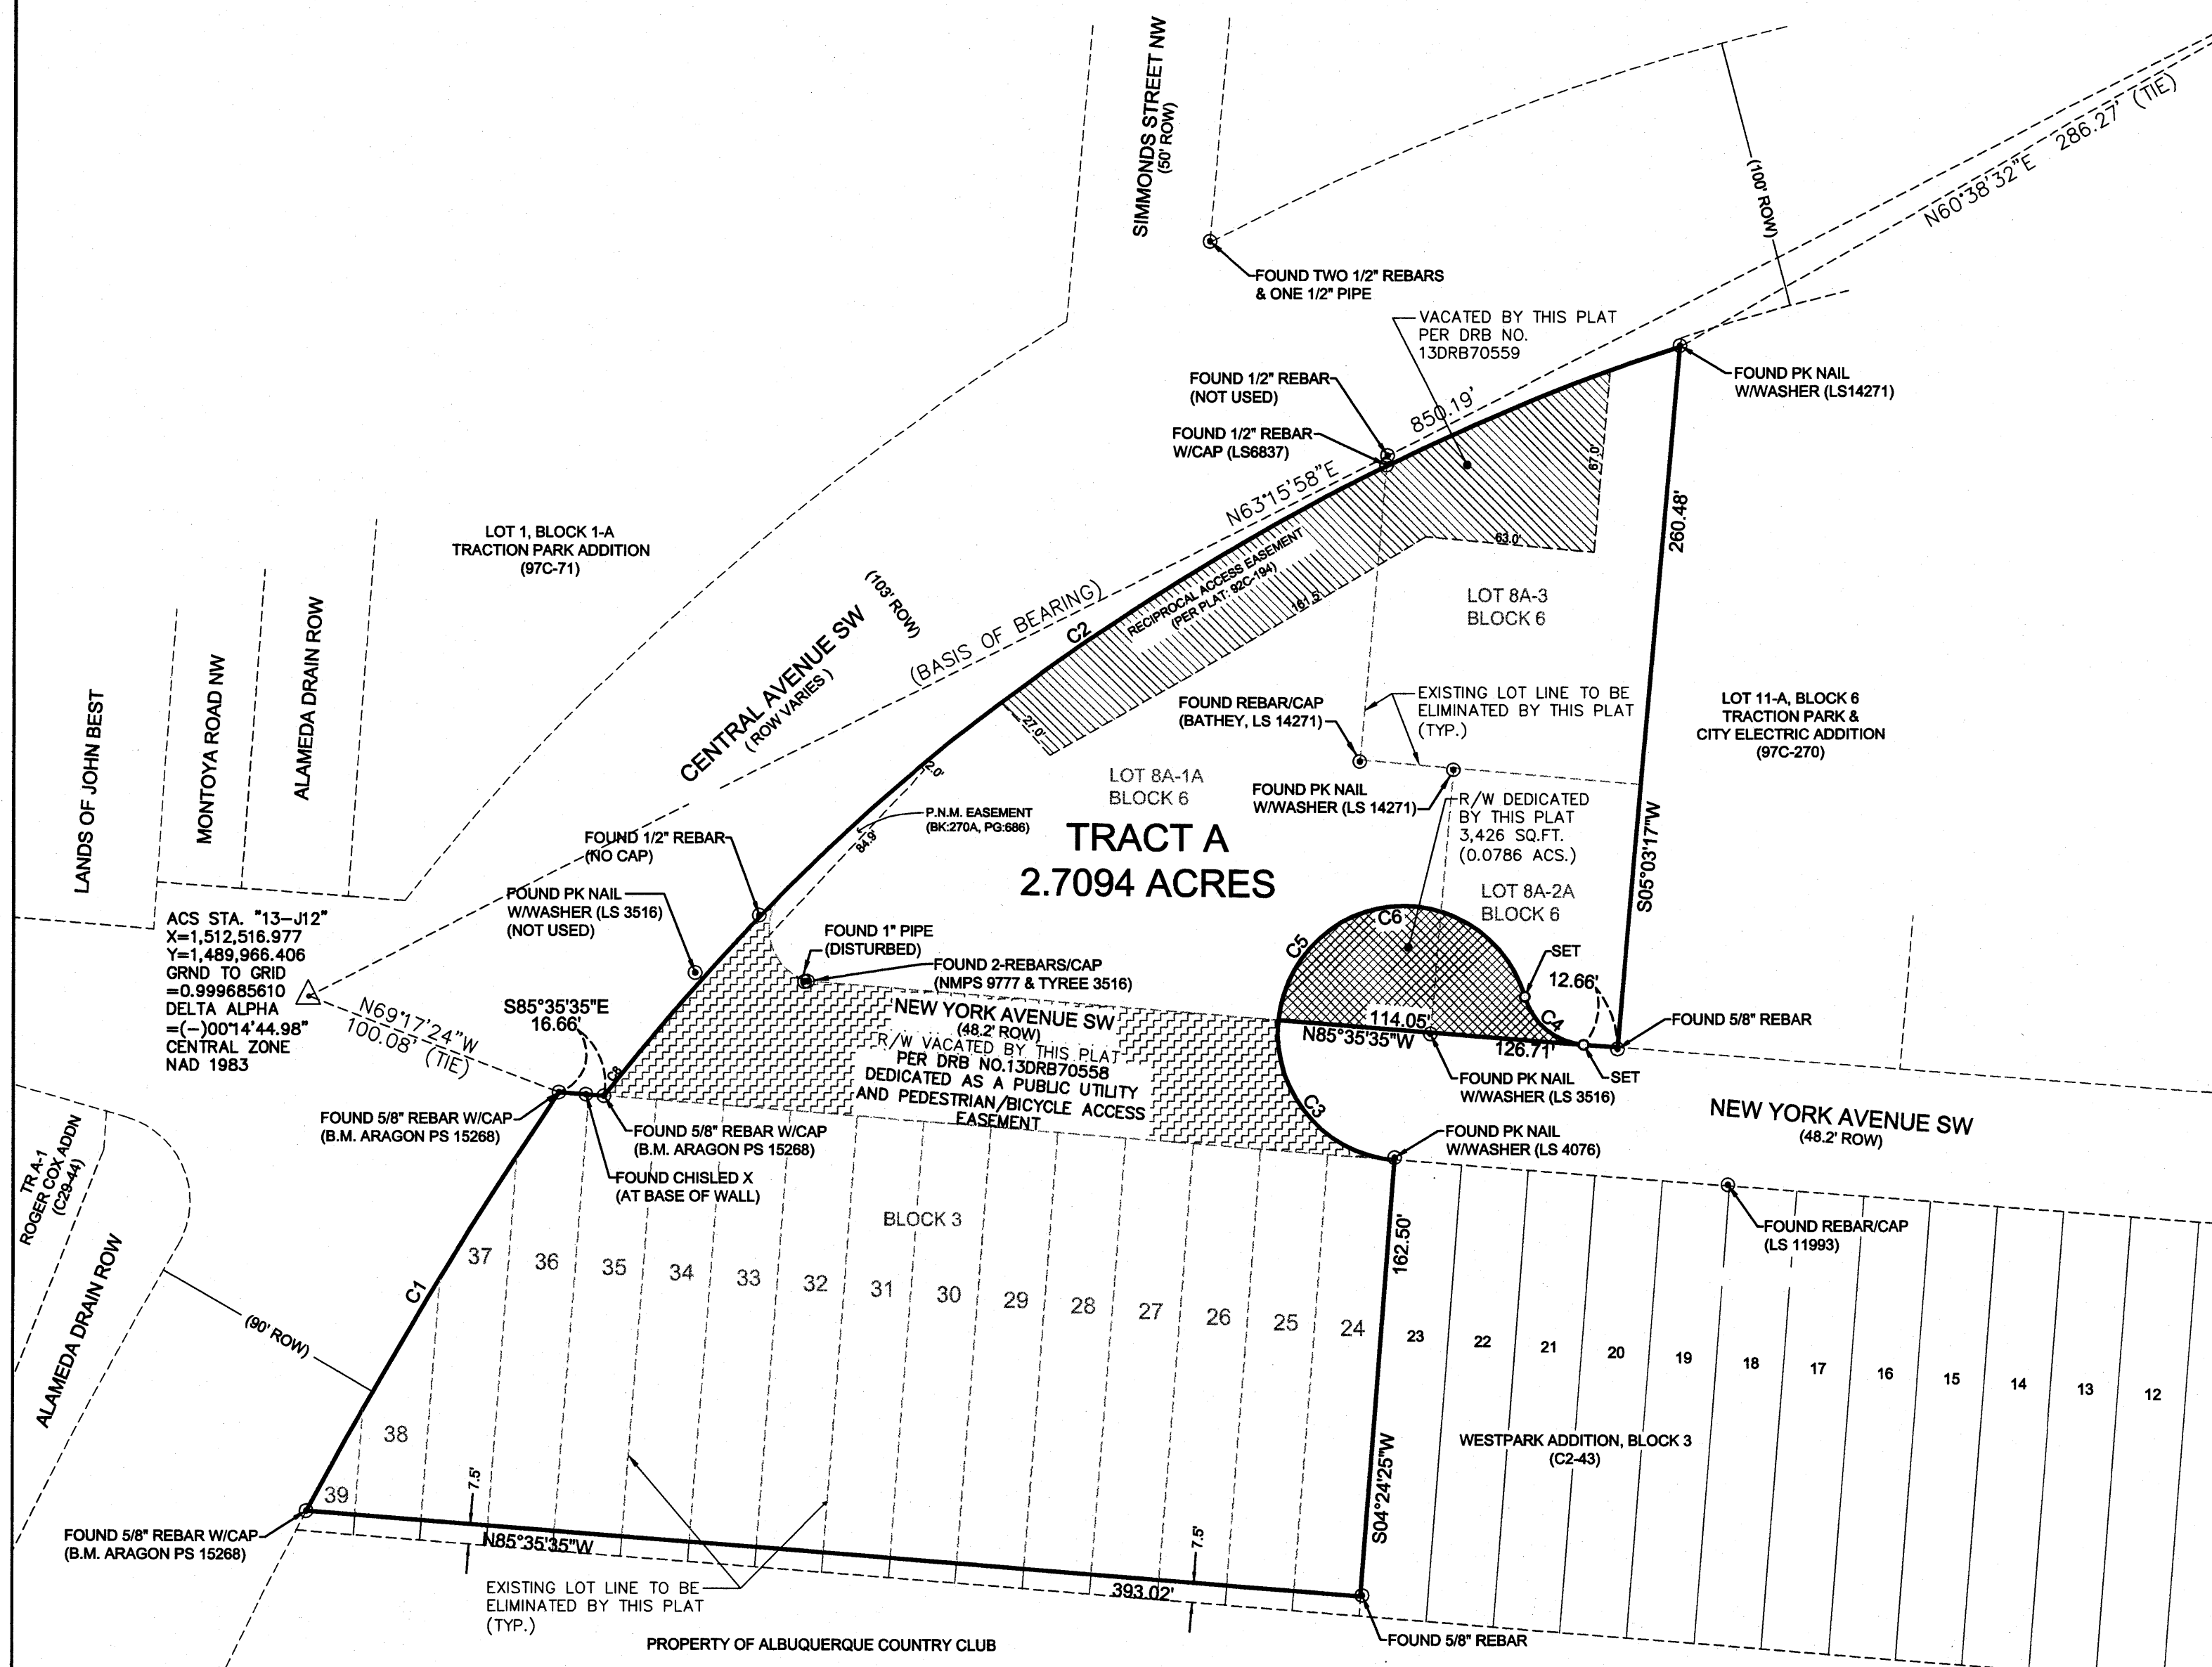 SIMMONDS STREET NW
(50' ROW)
286.27' (TIE)
N60°38'32"E
(100' ROW)
FOUND TWO 1/2" REBARS
& ONE 1/2" PIPE
VACATED BY THIS PLAT
PER DRB NO.
13DRB70559
FOUND PK NAIL
W/WASHER (LS14271)
FOUND 1/2" REBAR
(NOT USED)
850.19'
FOUND 1/2" REBAR
W/CAP (LS6837)
67.0'
N63°15'58"E
260.48'
63.0'
LOT 1, BLOCK 1-A
TRACTION PARK ADDITION
(97C-71)
RECIPROCAL ACCESS EASEMENT
(PER PLAT: 92C-194)
161.5'
(103' ROW)
(BASIS OF BEARING)
C2
LOT 8A-3
BLOCK 6
CENTRAL AVENUE SW
(ROW VARIES)
27.0'
LANDS OF JOHN BEST
MONTOYA ROAD NW
ALAMEDA DRAIN ROW
FOUND REBAR/CAP
(BATHEY, LS 14271)
EXISTING LOT LINE TO BE
ELIMINATED BY THIS PLAT
(TYP.)
LOT 11-A, BLOCK 6
TRACTION PARK &
CITY ELECTRIC ADDITION
(97C-270)
2.0'
LOT 8A-1A
BLOCK 6
FOUND PK NAIL
W/WASHER (LS 14271)
R/W DEDICATED
BY THIS PLAT
3,426 SQ.FT.
(0.0786 ACS.)
P.N.M. EASEMENT
(BK:270A, PG:686)
84.9'
TRACT A
2.7094 ACRES
S05°03'17"W
FOUND 1/2" REBAR
(NO CAP)
FOUND PK NAIL
W/WASHER (LS 3516)
(NOT USED)
LOT 8A-2A
BLOCK 6
ACS STA. "13-J12"
X=1,512,516.977
Y=1,489,966.406
GRND TO GRID
=0.999685610
DELTA ALPHA
=(-)00°14'44.98"
CENTRAL ZONE
NAD 1983
FOUND 1" PIPE
(DISTURBED)
FOUND 2-REBARS/CAP
(NMPS 9777 & TYREE 3516)
C5
C6
SET
12.66'
N69°17'24"W
100.08' (TIE)
S85°35'35"E
16.66'
NEW YORK AVENUE SW
(48.2' ROW)
R/W VACATED BY THIS PLAT
PER DRB NO.13DRB70558
DEDICATED AS A PUBLIC UTILITY
AND PEDESTRIAN/BICYCLE ACCESS
EASEMENT
114.05'
N85°35'35"W
C4
126.71'
FOUND 5/8" REBAR
SET
FOUND PK NAIL
W/WASHER (LS 3516)
C3
NEW YORK AVENUE SW
(48.2' ROW)
FOUND 5/8" REBAR W/CAP
(B.M. ARAGON PS 15268)
FOUND 5/8" REBAR W/CAP
(B.M. ARAGON PS 15268)
FOUND CHISLED X
(AT BASE OF WALL)
FOUND PK NAIL
W/WASHER (LS 4076)
TR A-1
ROGER COX ADDN
(C29-44)
ALAMEDA DRAIN ROW
(90' ROW)
C1
BLOCK 3
FOUND REBAR/CAP
(LS 11993)
162.50'
39
38
37
36
35
34
33
32
31
30
29
28
27
26
25
24
23
22
21
20
19
18
17
16
15
14
13
12
WESTPARK ADDITION, BLOCK 3
(C2-43)
S04°24'25"W
7.5'
7.5'
FOUND 5/8" REBAR W/CAP
(B.M. ARAGON PS 15268)
N85°35'35"W
EXISTING LOT LINE TO BE
ELIMINATED BY THIS PLAT
(TYP.)
393.02'
PROPERTY OF ALBUQUERQUE COUNTRY CLUB
FOUND 5/8" REBAR